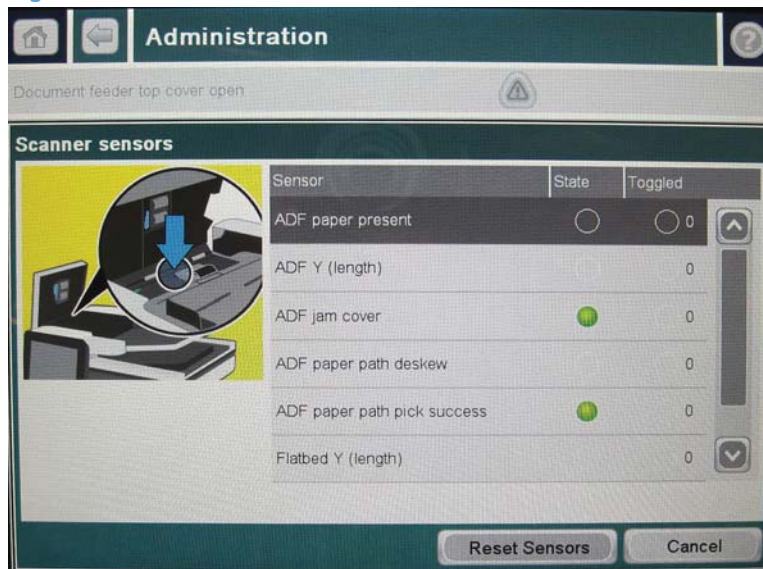 Administration
Document feeder top cover open
Scanner sensors
Sensor State Toggled
ADF paper present 0
ADF Y (length) 0
ADF jam cover 0
ADF paper path deskew 0
ADF paper path pick success 0
Flatbed Y (length) 0
Reset Sensors Cancel